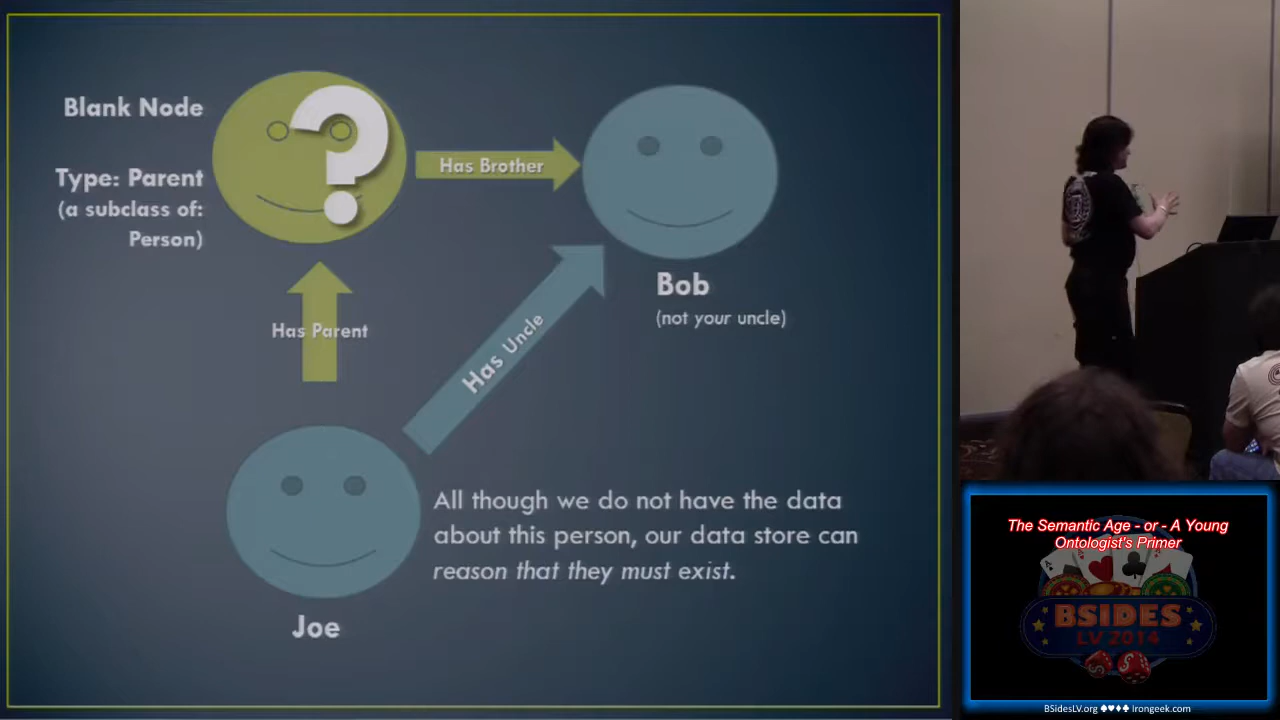 Blank Node
Type: Parent
(a subclass of:
Person)
?
Has Brother
Has Parent
Has Uncle
Bob
(not your uncle)
All though we do not have the data
about this person, our data store can
reason that they must exist.
Joe
The Semantic Age - or - A Young
Ontologist's Primer
BSIDES
LV 2014
BSidesLV.org ♠♥♦♣ Irongeek.com